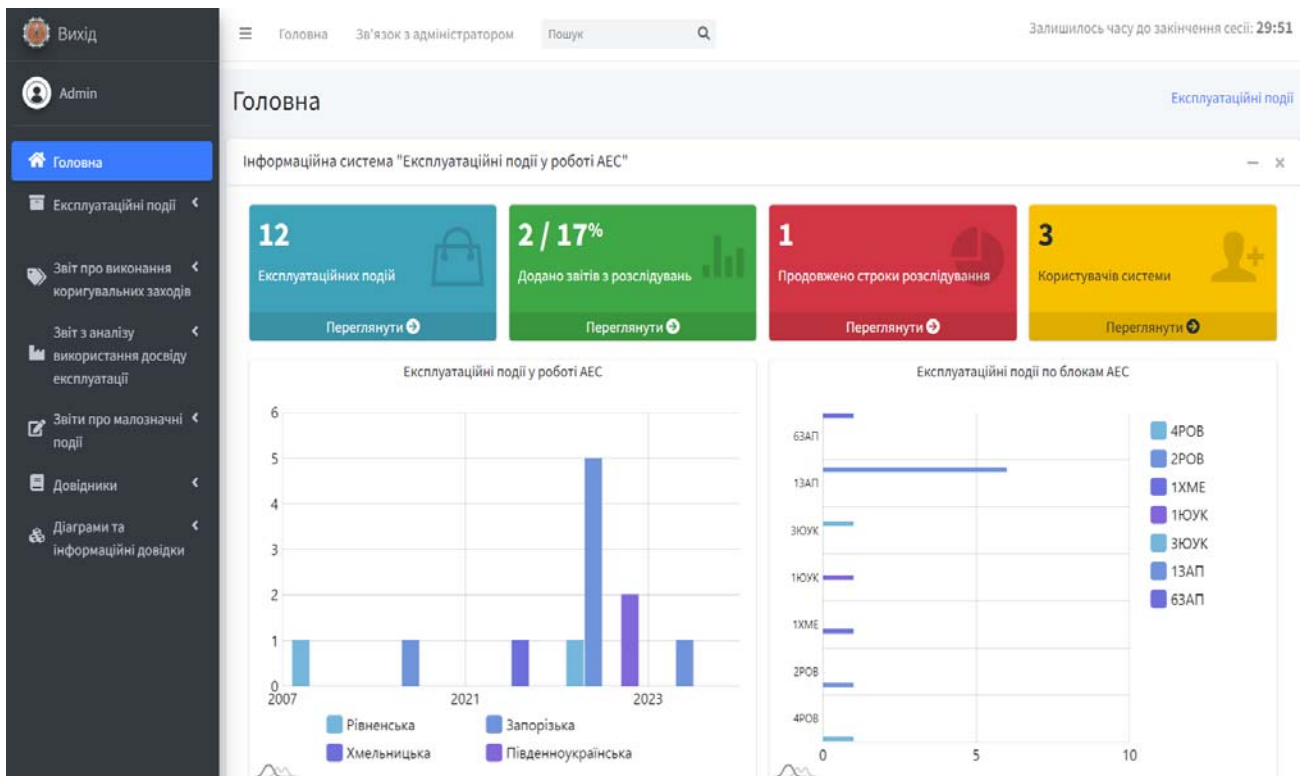 Вихід
Головна
Зв'язок з адміністратором
Пошук
Залишилось часу до закінчення сесії: 29:51
Admin
Головна
Експлуатаційні події
Головна
Експлуатаційні події
Звіт про виконання
коригувальних заходів
Звіт з аналізу
використання досвіду
експлуатації
Звіти про малозначні
події
Довідники
Діаграми та
інформаційні довідки
Інформаційна система "Експлуатаційні події у роботі АЕС"
12
Експлуатаційних подій
Переглянути
2 / 17%
Додано звітів з розслідувань
Переглянути
1
Продовжено строки розслідування
Переглянути
3
Користувачів системи
Переглянути
Експлуатаційні події у роботі АЕС
6
5
4
3
2
1
0
2007
2021
2023
Рівненська
Запорізька
Хмельницька
Південноукраїнська
Експлуатаційні події по блокам АЕС
6ЗАП
1ЗАП
3ЮУК
1ЮУК
1ХМЕ
2РОВ
4РОВ
0
5
10
4РОВ
2РОВ
1ХМЕ
1ЮУК
3ЮУК
1ЗАП
6ЗАП